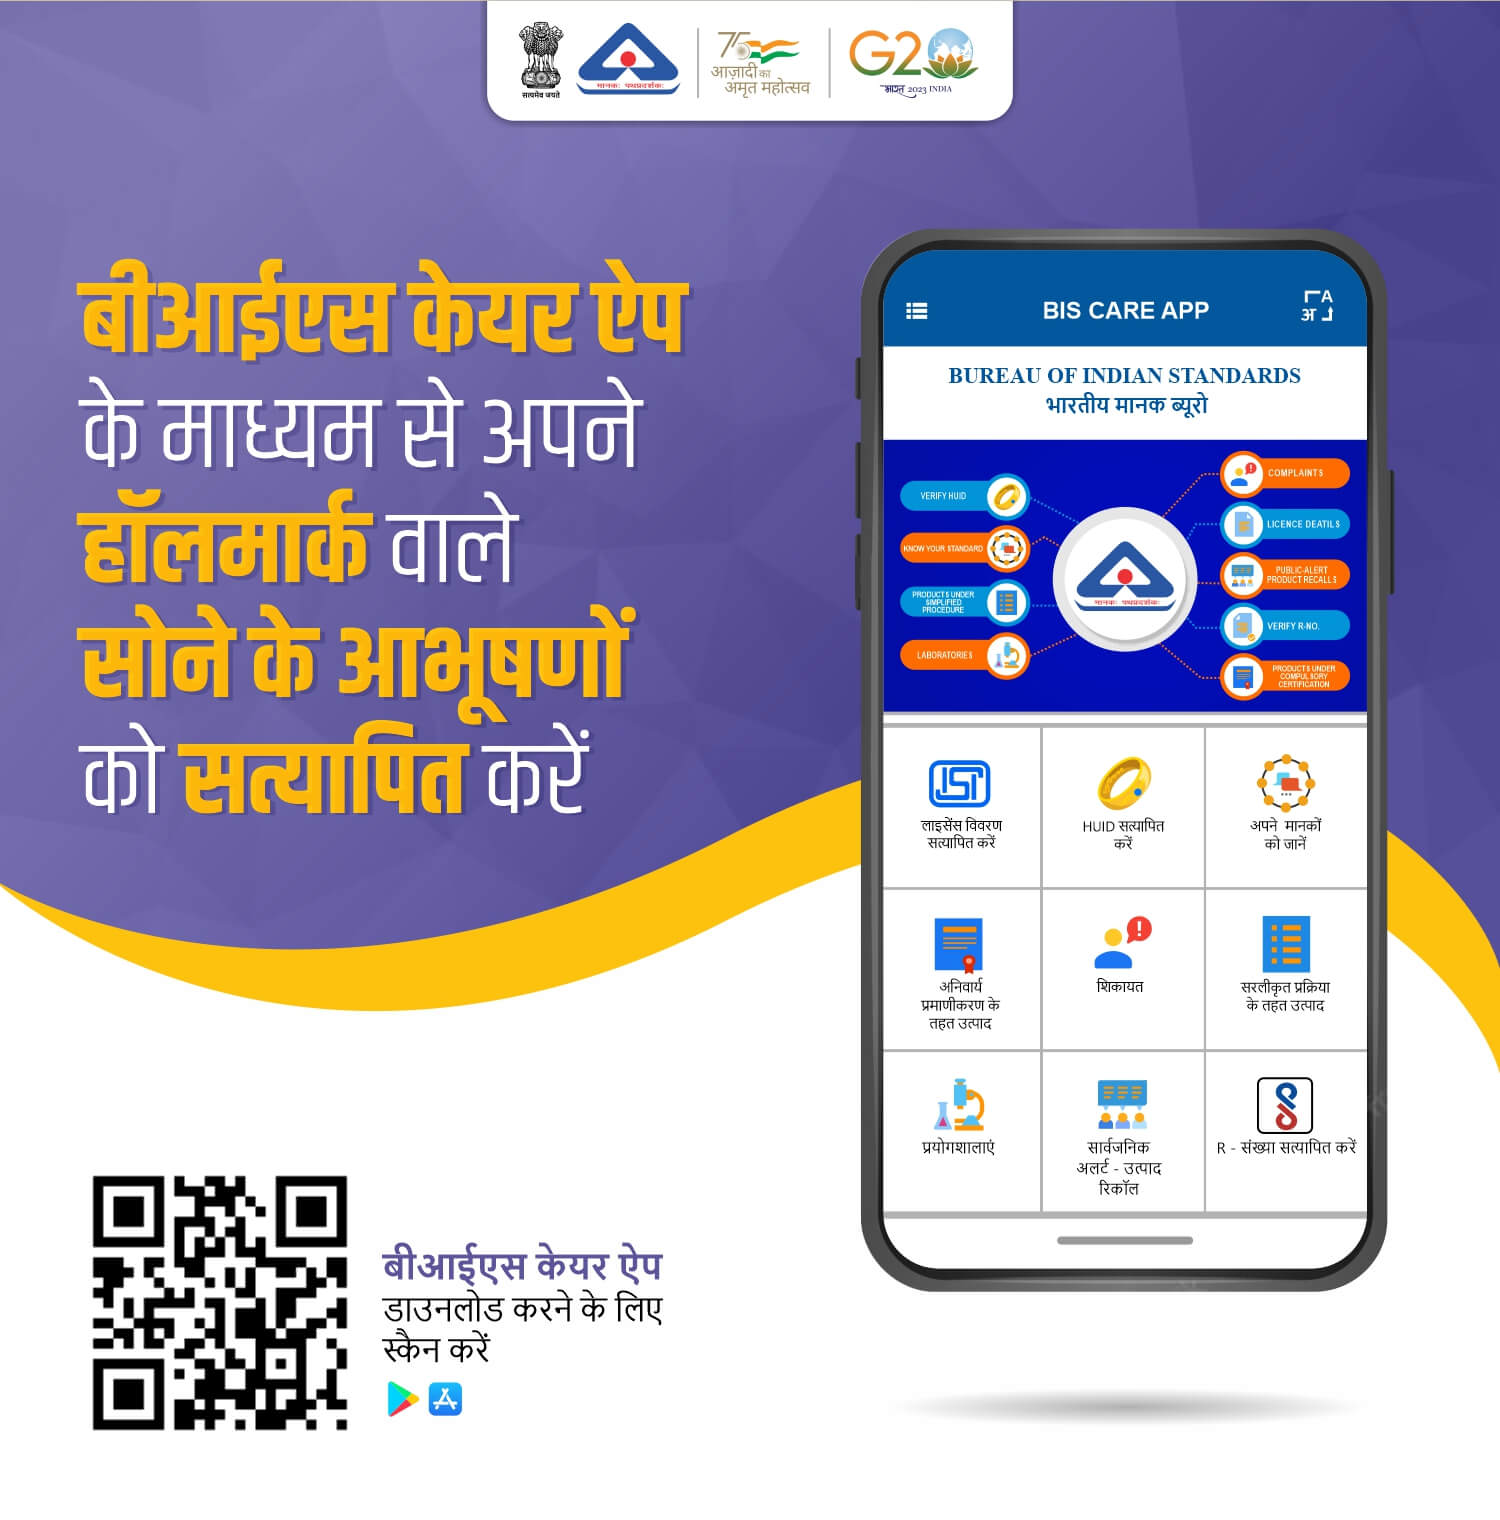 सत्यमेव जयते
मानकः पथप्रदर्शकः
75
आज़ादी का
अमृत महोत्सव
G20
भारत 2023 INDIA
बीआईएस केयर ऐप
के माध्यम से अपने
हॉलमार्क वाले
सोने के आभूषणों
को सत्यापित करें
BIS CARE APP
A
अ
BUREAU OF INDIAN STANDARDS
भारतीय मानक ब्यूरो
VERIFY HUID
KNOW YOUR STANDARD
PRODUCTS UNDER
SIMPLIFIED
PROCEDURE
LABORATORIES
मानकः पथप्रदर्शकः
COMPLAINTS
LICENCE DEATILS
PUBLIC-ALERT
PRODUCT RECALLS
VERIFY R-NO.
PRODUCTS UNDER
COMPULSORY
CERTIFICATION
ISI
लाइसेंस विवरण
सत्यापित करें
HUID सत्यापित
करें
अपने मानकों
को जानें
अनिवार्य
प्रमाणीकरण के
तहत उत्पाद
शिकायत
सरलीकृत प्रक्रिया
के तहत उत्पाद
प्रयोगशालाएं
सार्वजनिक
अलर्ट - उत्पाद
रिकॉल
R - संख्या सत्यापित करें
बीआईएस केयर ऐप
डाउनलोड करने के लिए
स्कैन करें